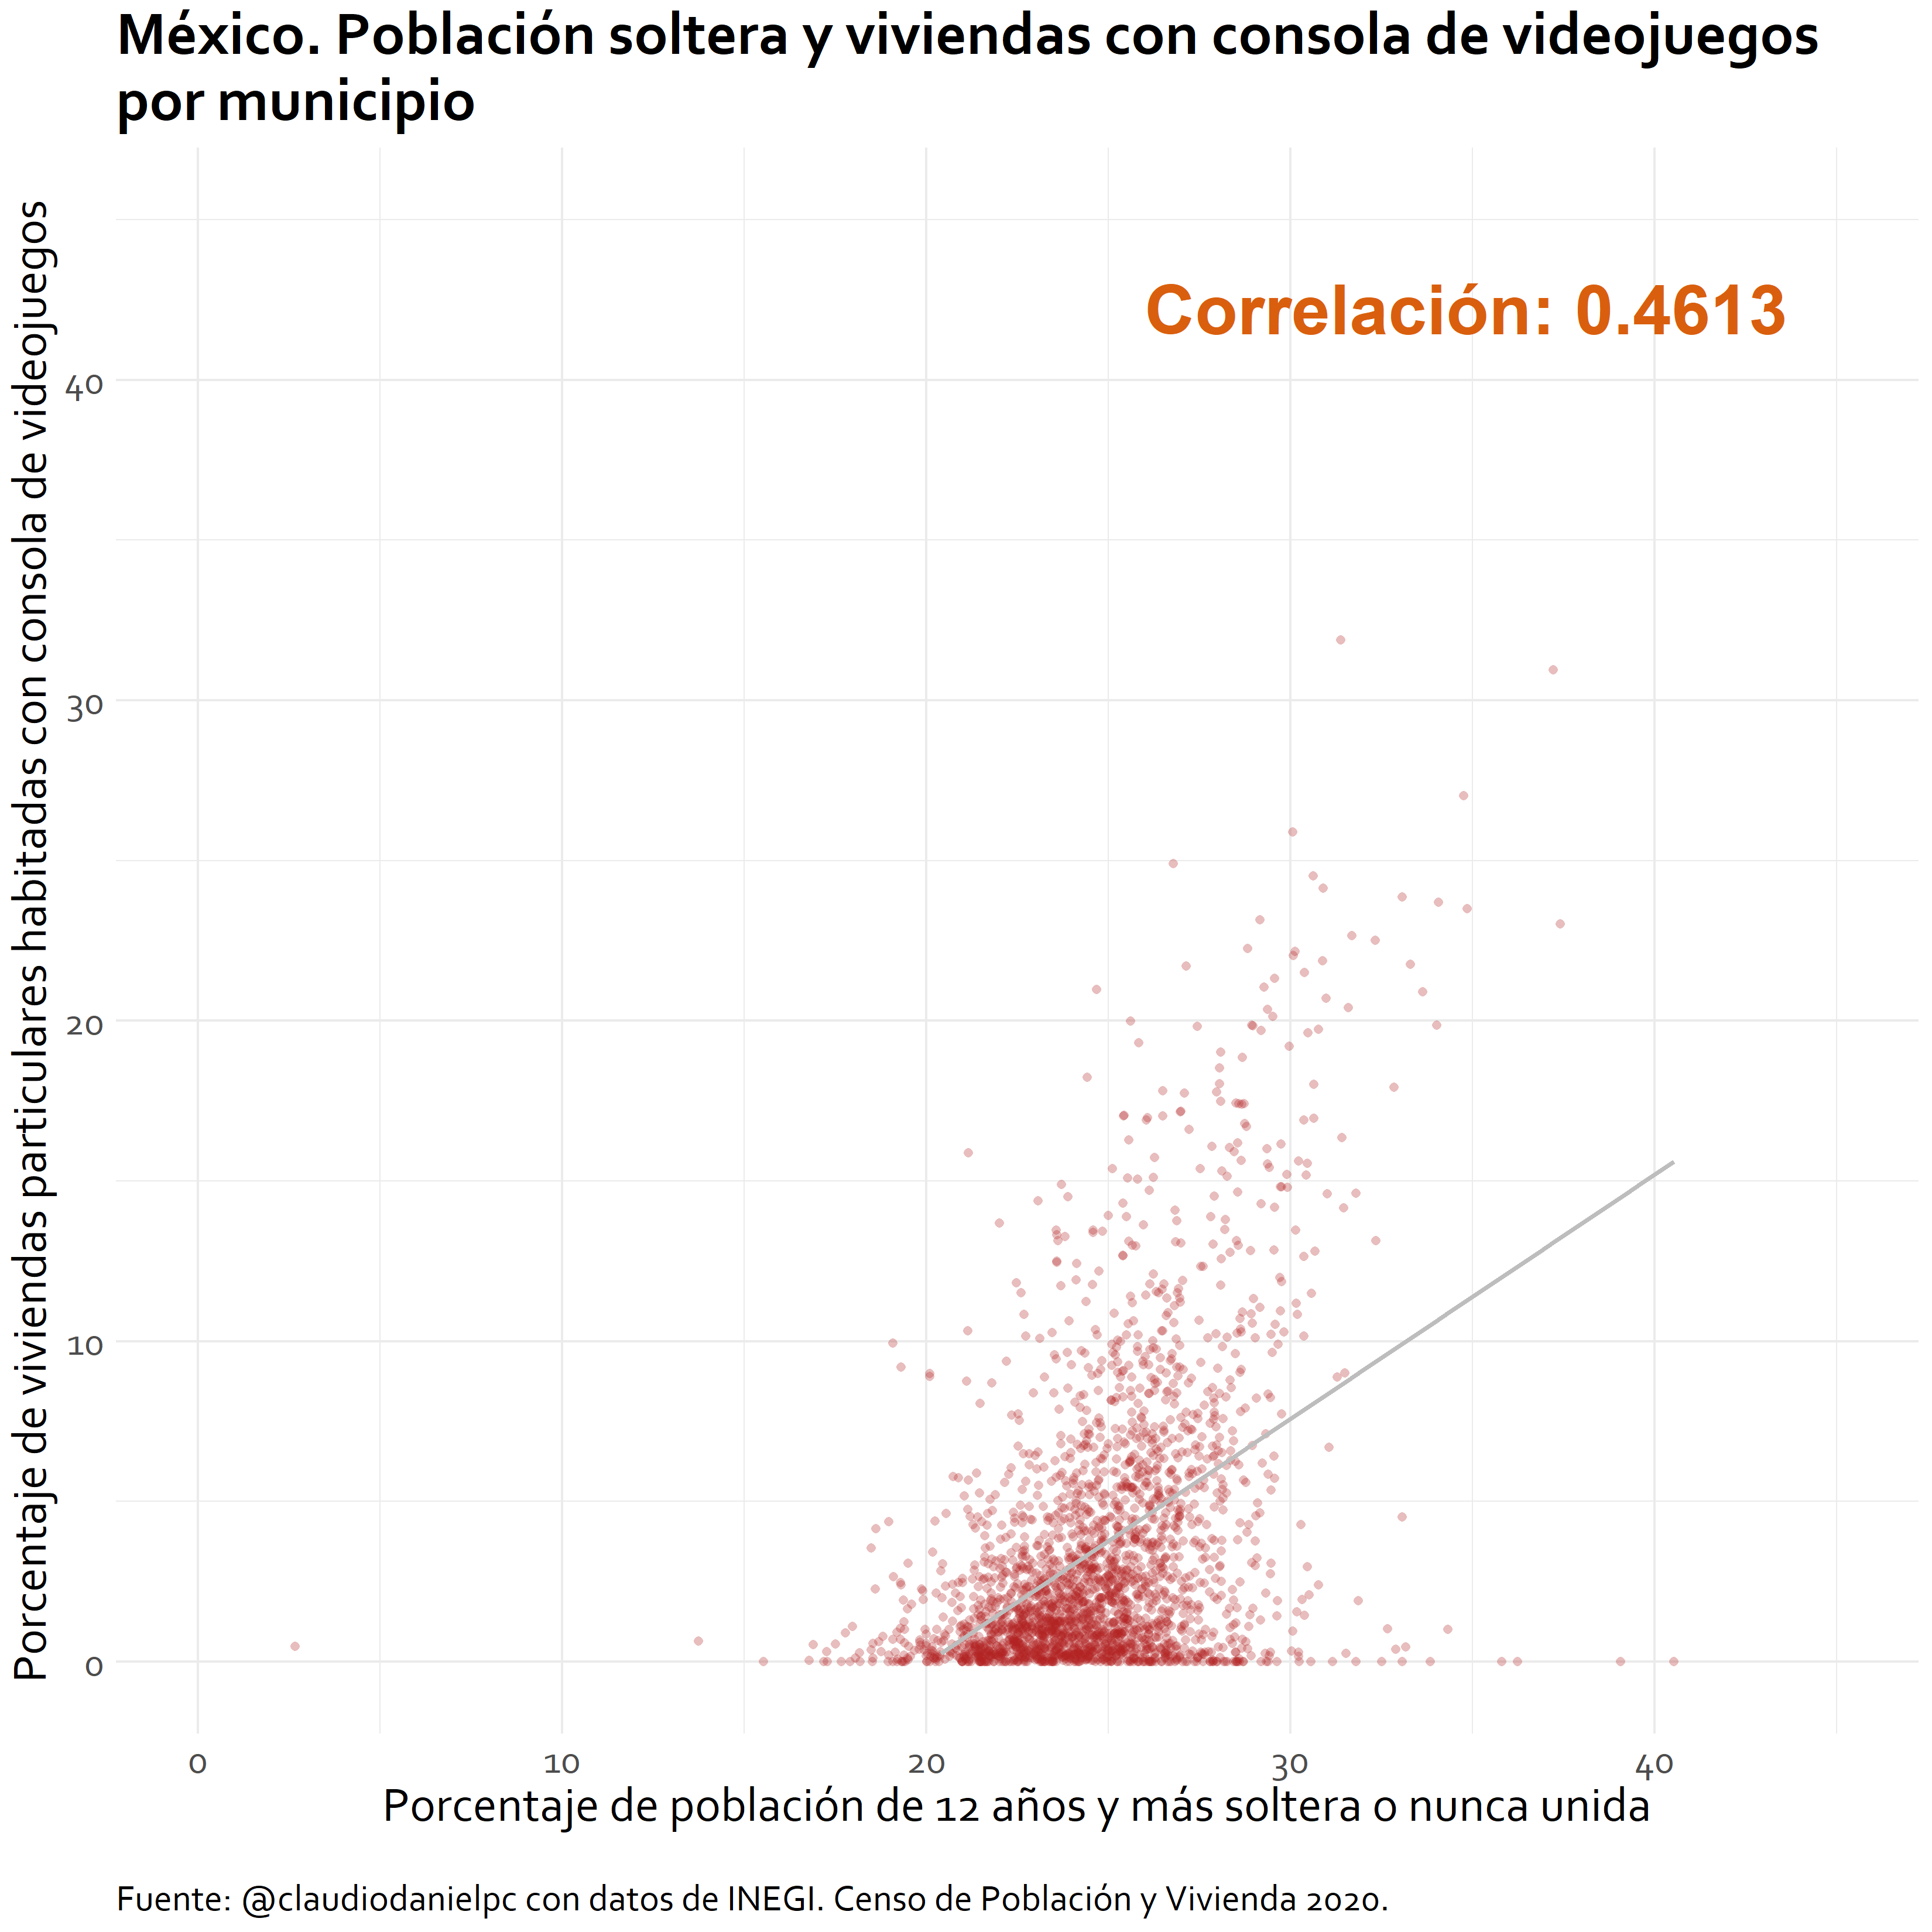 México. Población soltera y viviendas con consola de videojuegos
por municipio
Porcentaje de viviendas particulares habitadas con consola de videojuegos
Correlación: 0.4613
40
30
20
10
0
0 10 20 30 40
Porcentaje de población de 12 años y más soltera o nunca unida
Fuente: @claudiodanielpc con datos de INEGI. Censo de Población y Vivienda 2020.